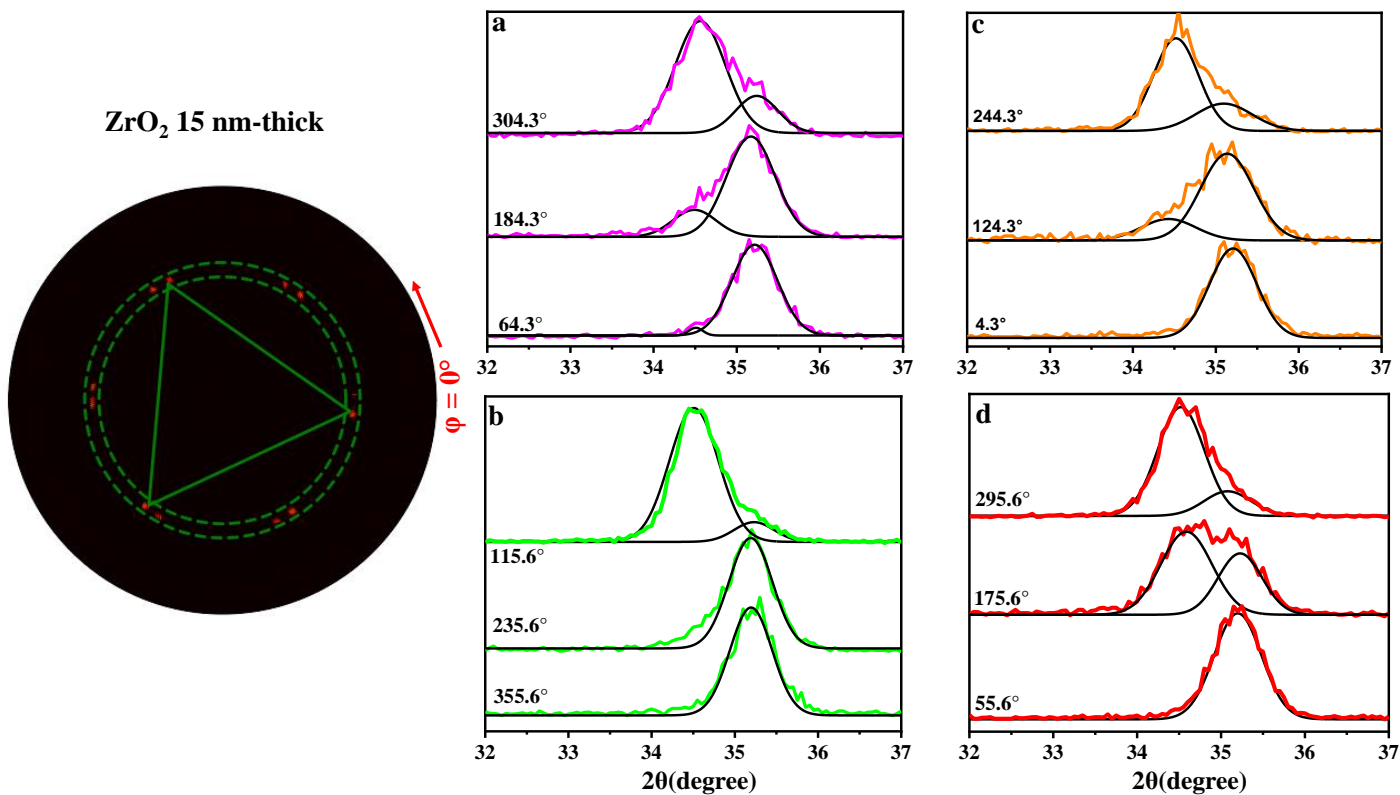 ZrO₂ 15 nm-thick
φ = 0°
a
304.3°
184.3°
64.3°
32 33 34 35 36 37
c
244.3°
124.3°
4.3°
32 33 34 35 36 37
b
115.6°
235.6°
355.6°
32 33 34 35 36 37
2θ(degree)
d
295.6°
175.6°
55.6°
32 33 34 35 36 37
2θ(degree)